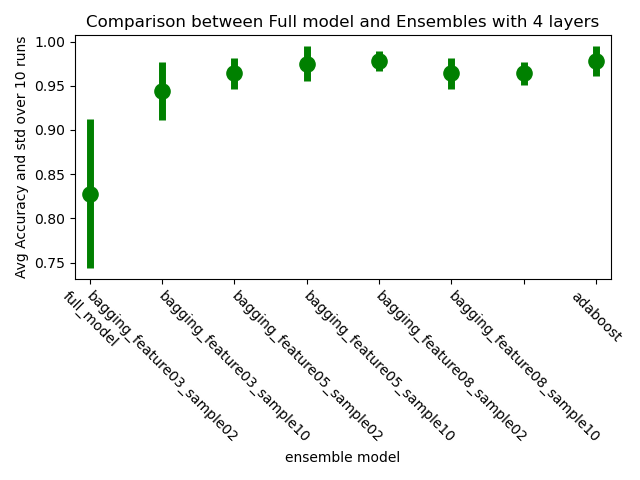 Comparison between Full model and Ensembles with 4 layers
Avg Accuracy and std over 10 runs
1.00
0.95
0.90
0.85
0.80
0.75
full_model
bagging_feature03_sample02
bagging_feature03_sample10
bagging_feature05_sample02
bagging_feature05_sample10
bagging_feature08_sample02
bagging_feature08_sample10
adaboost
ensemble model